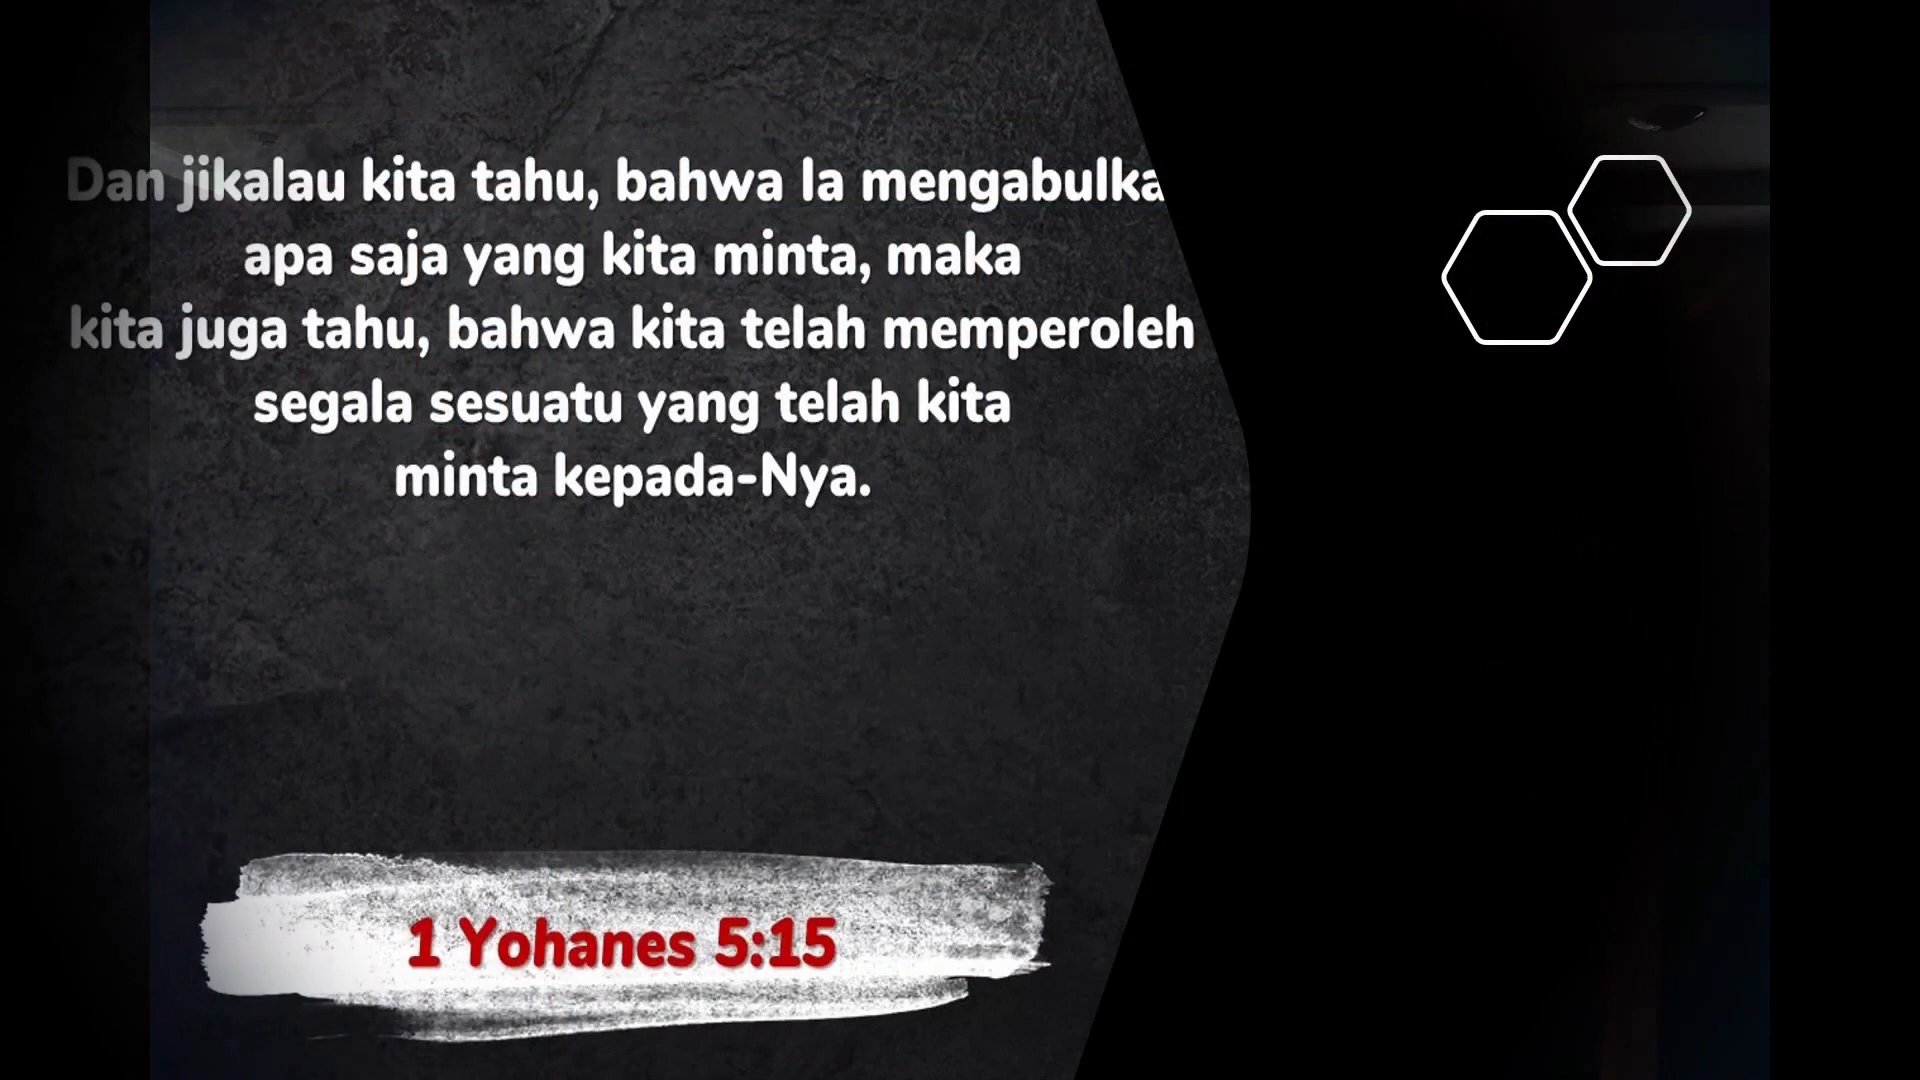 Dan jikalau kita tahu, bahwa Ia mengabulka
apa saja yang kita minta, maka
kita juga tahu, bahwa kita telah memperoleh
segala sesuatu yang telah kita
minta kepada-Nya.
1 Yohanes 5:15